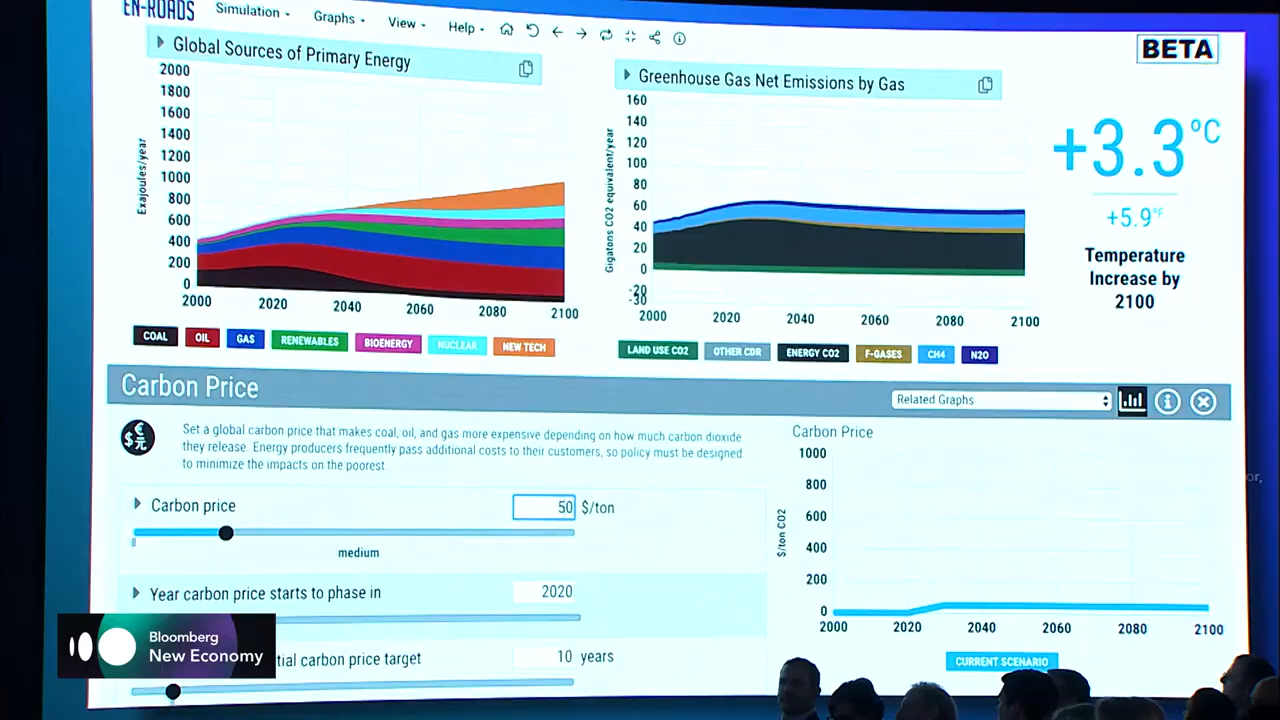 EN-ROADS
Simulation
Graphs
View
Help
BETA
Global Sources of Primary Energy
2000
1800
1600
1400
1200
1000
800
600
400
200
0
Exajoules/year
2000 2020 2040 2060 2080 2100
COAL OIL GAS RENEWABLES BIOENERGY NUCLEAR NEW TECH
Greenhouse Gas Net Emissions by Gas
160
140
120
100
80
60
40
20
0
-20
-30
Gigatons CO2 equivalent/year
2000 2020 2040 2060 2080 2100
LAND USE CO2 OTHER CDR ENERGY CO2 F-GASES CH4 N2O
+3.3°C
+5.9°F
Temperature
Increase by
2100
Carbon Price
Related Graphs
Set a global carbon price that makes coal, oil, and gas more expensive depending on how much carbon dioxide
they release. Energy producers frequently pass additional costs to their customers, so policy must be designed
to minimize the impacts on the poorest
Carbon price 50 $/ton
medium
Year carbon price starts to phase in 2020
tial carbon price target 10 years
Carbon Price
1000
800
600
400
200
0
$/ton CO2
2000 2020 2040 2060 2080 2100
CURRENT SCENARIO
or,
Bloomberg
New Economy